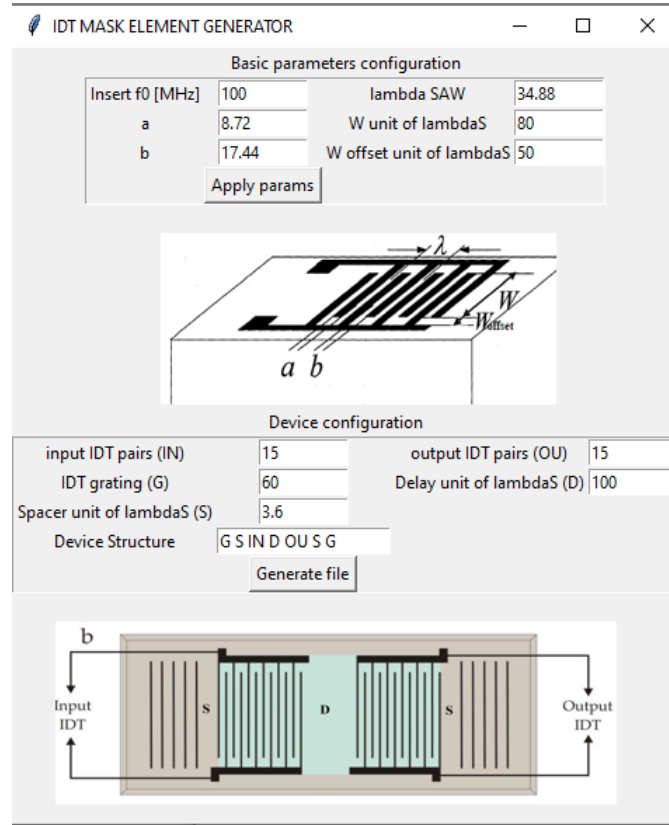 IDT MASK ELEMENT GENERATOR
Basic parameters configuration
Insert f0 [MHz] 100 lambda SAW 34.88
a 8.72 W unit of lambdaS 80
b 17.44 W offset unit of lambdaS 50
Apply params
λ
W
Woffset
a b
Device configuration
input IDT pairs (IN) 15 output IDT pairs (OU) 15
IDT grating (G) 60 Delay unit of lambdaS (D) 100
Spacer unit of lambdaS (S) 3.6
Device Structure G S IN D OU S G
Generate file
b
Input IDT
S D S
Output IDT